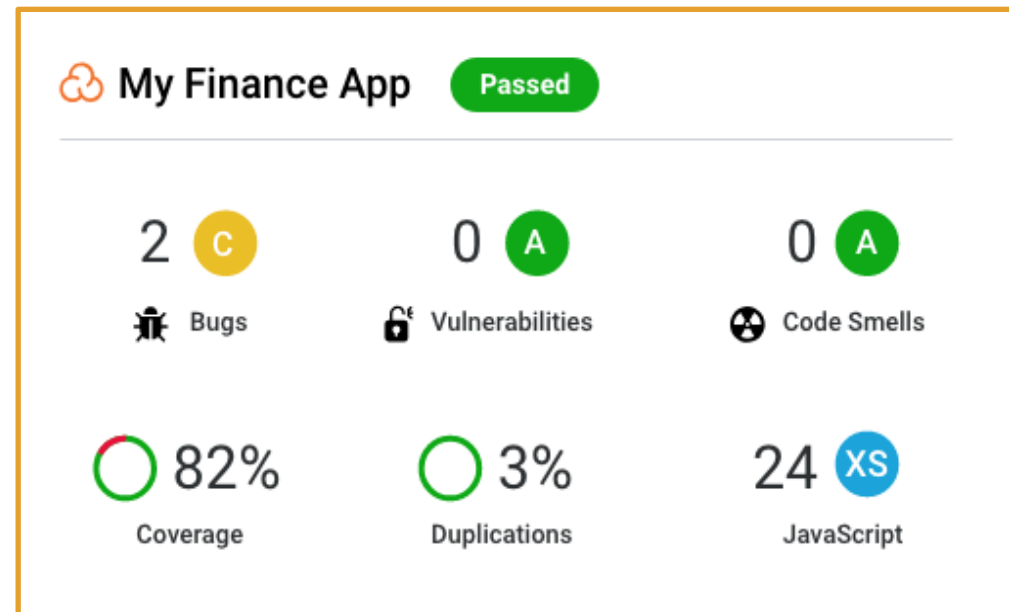 My Finance App Passed
2 C 0 A 0 A
Bugs Vulnerabilities Code Smells
82% 3% 24 XS
Coverage Duplications JavaScript